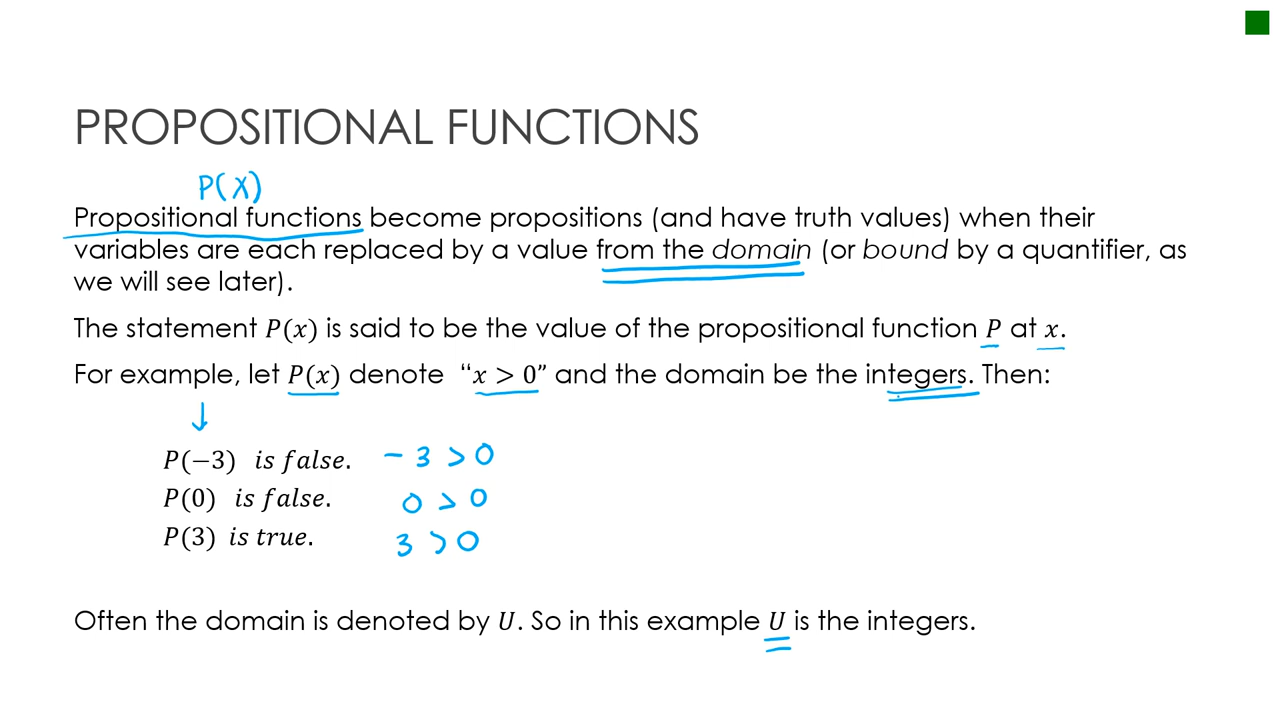 PROPOSITIONAL FUNCTIONS
P(X)
Propositional functions become propositions (and have truth values) when their
variables are each replaced by a value from the domain (or bound by a quantifier, as
we will see later).
The statement P(x) is said to be the value of the propositional function P at x.
For example, let P(x) denote “x > 0” and the domain be the integers. Then:
P(−3) is false. − 3 > 0
P(0) is false. 0 > 0
P(3) is true. 3 > 0
Often the domain is denoted by U. So in this example U is the integers.